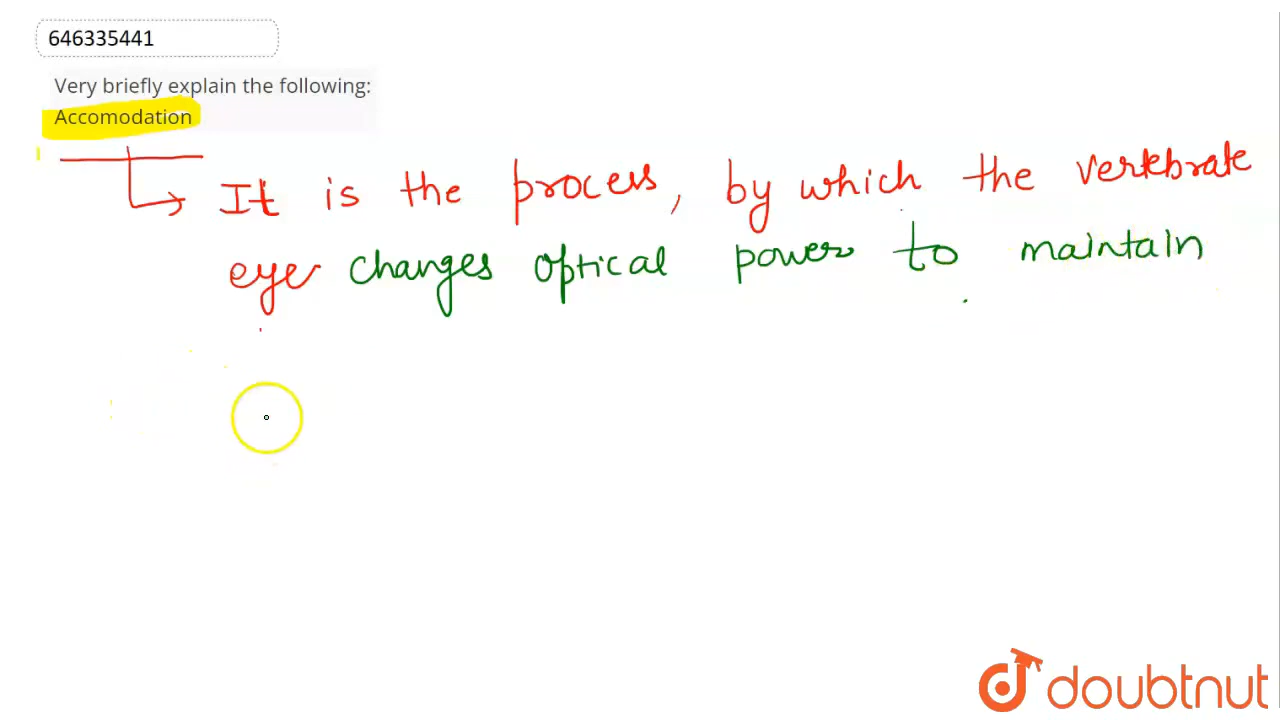 646335441
Very briefly explain the following:
Accomodation
It is the process, by which the vertebrate
eye changes optical power to maintain
doubtnut